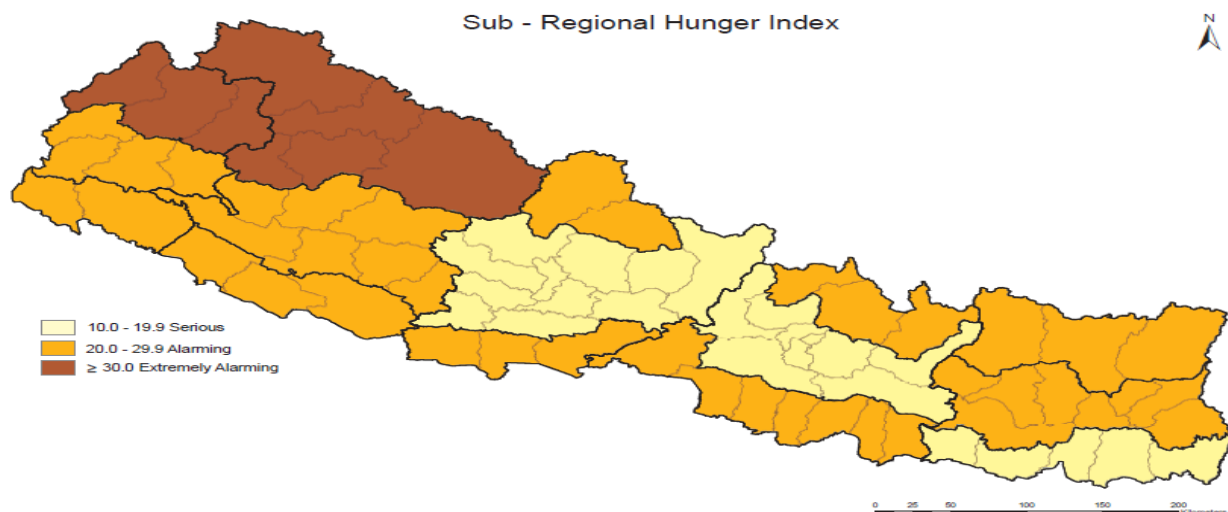 Sub - Regional Hunger Index
N
10.0 - 19.9 Serious
20.0 - 29.9 Alarming
≥ 30.0 Extremely Alarming
0 25 50 100 150 200
Kilometers